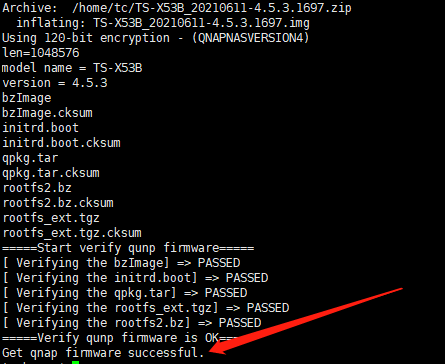 Archive:  /home/tc/TS-X53B_20210611-4.5.3.1697.zip
  inflating: TS-X53B_20210611-4.5.3.1697.img
Using 120-bit encryption - (QNAPNASVERSION4)
len=1048576
model name = TS-X53B
version = 4.5.3
bzImage
bzImage.cksum
initrd.boot
initrd.boot.cksum
qpkg.tar
qpkg.tar.cksum
rootfs2.bz
rootfs2.bz.cksum
rootfs_ext.tgz
rootfs_ext.tgz.cksum
=====Start verify qunp firmware=====
[ Verifying the bzImage] => PASSED
[ Verifying the initrd.boot] => PASSED
[ Verifying the qpkg.tar] => PASSED
[ Verifying the rootfs_ext.tgz] => PASSED
[ Verifying the rootfs2.bz] => PASSED
=====Verify qunp firmware is OK===
Get qnap firmware successful.